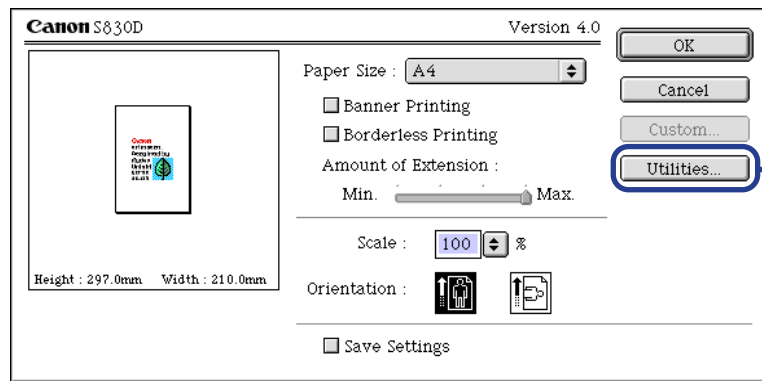 Canon S830D
Version 4.0
OK
Paper Size : A4
Cancel
Banner Printing
Custom...
Borderless Printing
Amount of Extension :
Utilities...
Min. Max.
Scale : 100 %
Height : 297.0mm Width : 210.0mm
Orientation :
Save Settings
Canon